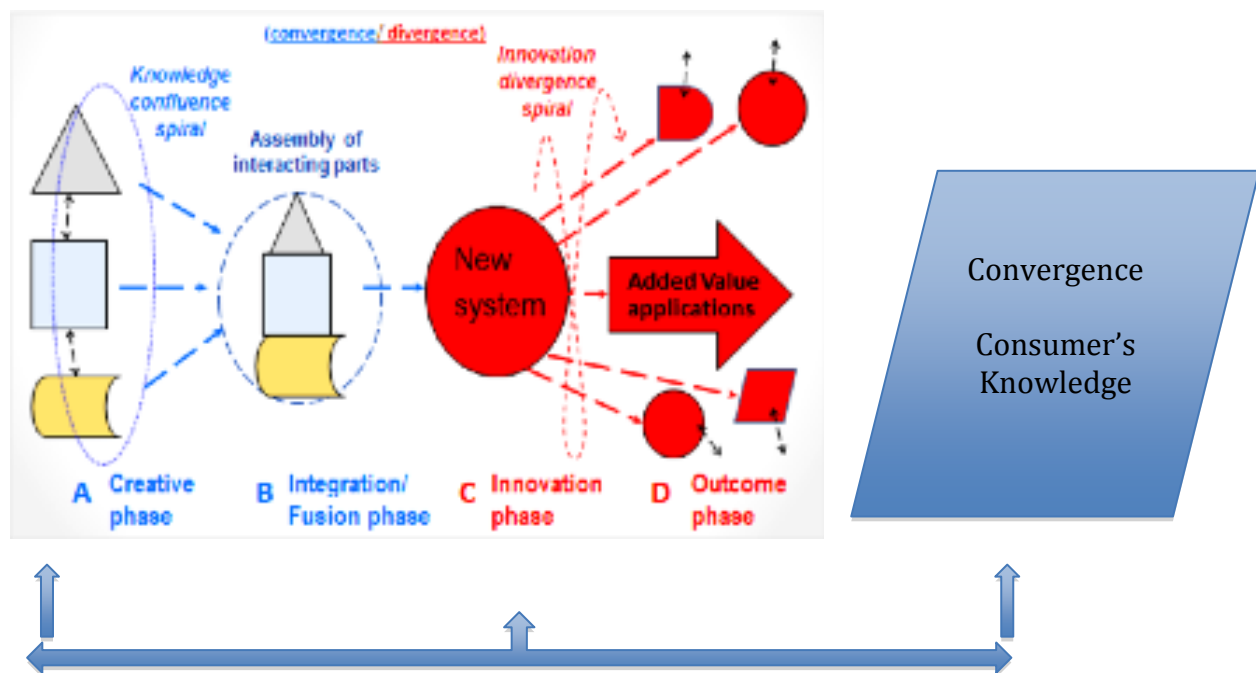 (convergence/ divergence)
Knowledge
confluence
spiral
Innovation
divergence
spiral
Assembly of
interacting parts
New
system
Added Value
applications
A Creative
phase
B Integration/
Fusion phase
C Innovation
phase
D Outcome
phase
Convergence
Consumer’s
Knowledge